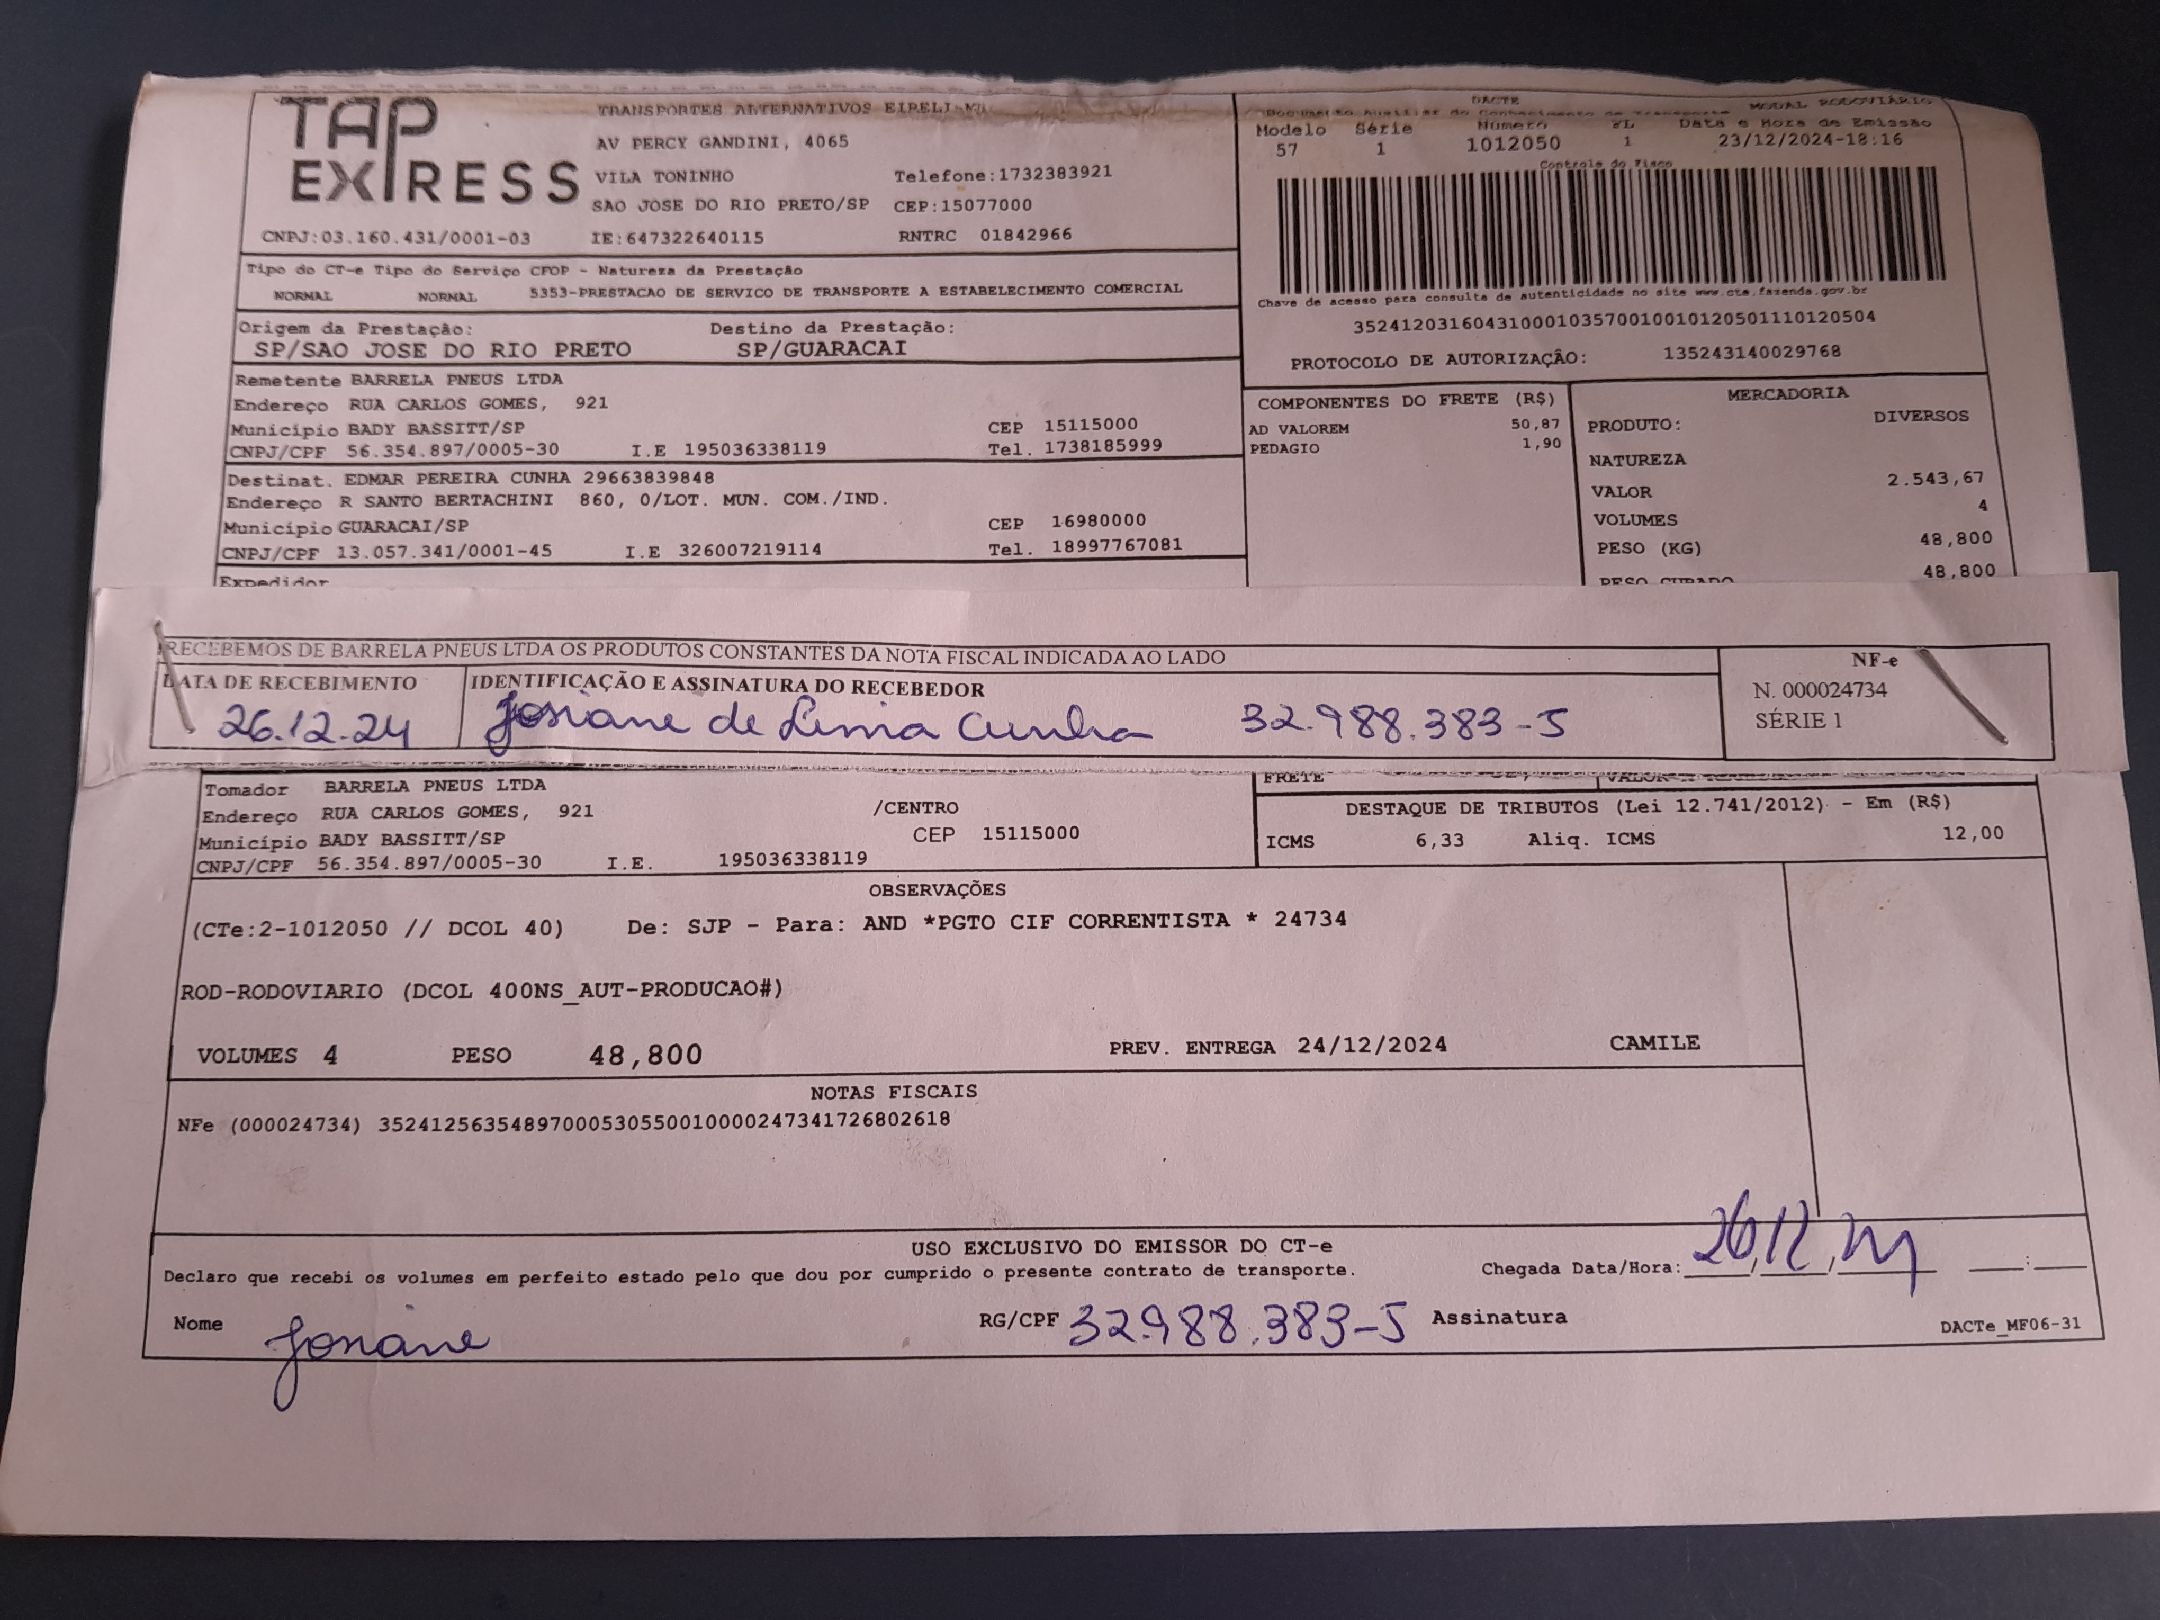 TAP EXPRESS
TRANSPORTES ALTERNATIVOS EIRELI-ME
AV PERCY GANDINI, 4065
VILA TONINHO Telefone:1732383921
SAO JOSE DO RIO PRETO/SP CEP:15077000
CNPJ:03.160.431/0001-03 IE:647322640115 RNTRC 01842966
Tipo do CT-e Tipo do Serviço CFOP - Natureza da Prestação
NORMAL NORMAL 5353-PRESTACAO DE SERVICO DE TRANSPORTE A ESTABELECIMENTO COMERCIAL
Origem da Prestação: Destino da Prestação:
SP/SAO JOSE DO RIO PRETO SP/GUARACAI
Remetente BARRELA PNEUS LTDA
Endereço RUA CARLOS GOMES, 921
Município BADY BASSITT/SP CEP 15115000
CNPJ/CPF 56.354.897/0005-30 I.E 195036338119 Tel. 1738185999
Destinat. EDMAR PEREIRA CUNHA 29663839848
Endereço R SANTO BERTACHINI 860, 0/LOT. MUN. COM./IND.
Município GUARACAI/SP CEP 16980000
CNPJ/CPF 13.057.341/0001-45 I.E 326007219114 Tel. 18997767081
Expedidor
DACTE MODAL RODOVIÁRIO
Documento Auxiliar do Conhecimento de Transporte
Modelo Série Número FL Data e Hora de Emissão
57 1 1012050 1 23/12/2024-18:16
Controle do Fisco
Chave de acesso para consulta de autenticidade no site www.cte.fazenda.gov.br
35241203160431000103570010010120501110120504
PROTOCOLO DE AUTORIZAÇÃO: 135243140029768
COMPONENTES DO FRETE (R$)
AD VALOREM 50,87
PEDAGIO 1,90
MERCADORIA
PRODUTO: DIVERSOS
NATUREZA
VALOR 2.543,67
VOLUMES 4
PESO (KG) 48,800
PESO CUBADO 48,800
RECEBEMOS DE BARRELA PNEUS LTDA OS PRODUTOS CONSTANTES DA NOTA FISCAL INDICADA AO LADO
DATA DE RECEBIMENTO IDENTIFICAÇÃO E ASSINATURA DO RECEBEDOR
26.12.24 Josiane de Lima Cunha 32.988.383-5
NF-e
N. 000024734
SÉRIE 1
Tomador BARRELA PNEUS LTDA
Endereço RUA CARLOS GOMES, 921 /CENTRO
Município BADY BASSITT/SP CEP 15115000
CNPJ/CPF 56.354.897/0005-30 I.E. 195036338119
FRETE
DESTAQUE DE TRIBUTOS (Lei 12.741/2012) - Em (R$)
ICMS 6,33 Aliq. ICMS 12,00
OBSERVAÇÕES
(CTe:2-1012050 // DCOL 40) De: SJP - Para: AND *PGTO CIF CORRENTISTA * 24734
ROD-RODOVIARIO (DCOL 400NS_AUT-PRODUCAO#)
VOLUMES 4 PESO 48,800 PREV. ENTREGA 24/12/2024 CAMILE
NOTAS FISCAIS
NFe (000024734) 35241256354897000530550010000247341726802618
USO EXCLUSIVO DO EMISSOR DO CT-e
Declaro que recebi os volumes em perfeito estado pelo que dou por cumprido o presente contrato de transporte. Chegada Data/Hora: 26/12/24 ___:___
Nome Josiane RG/CPF 32.988.383-5 Assinatura
DACTe_MF06-31